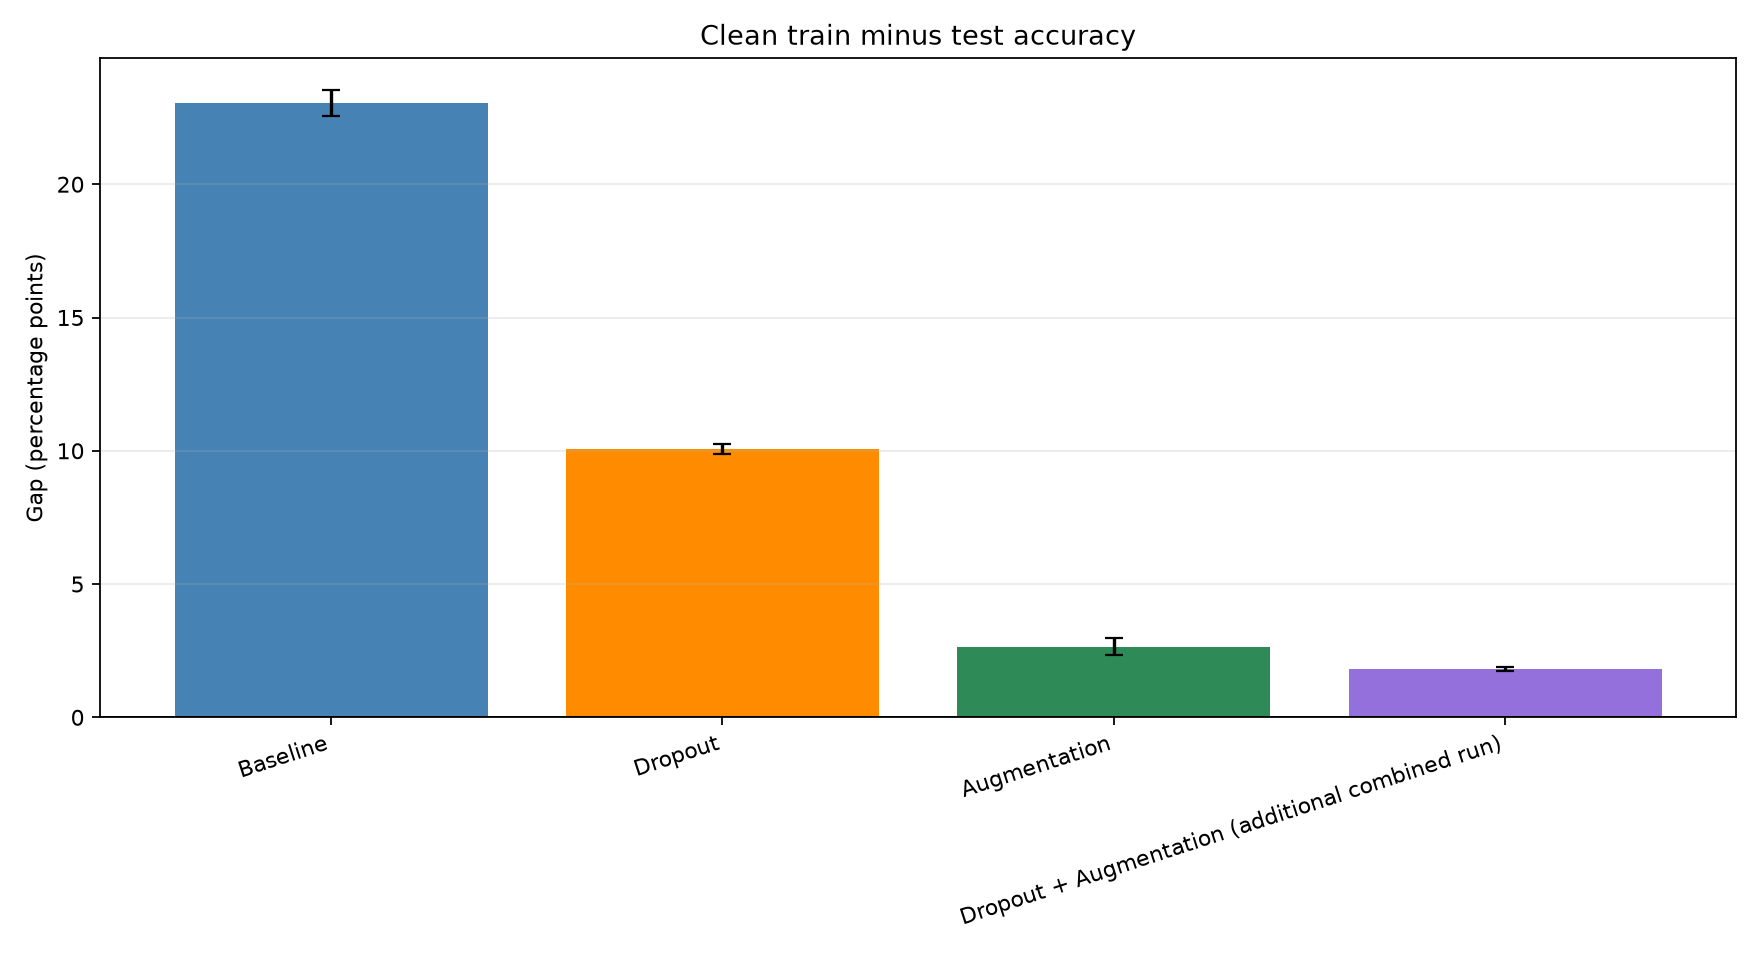 Clean train minus test accuracy
Gap (percentage points)
20
15
10
5
0
Baseline
Dropout
Augmentation
Dropout + Augmentation (additional combined run)